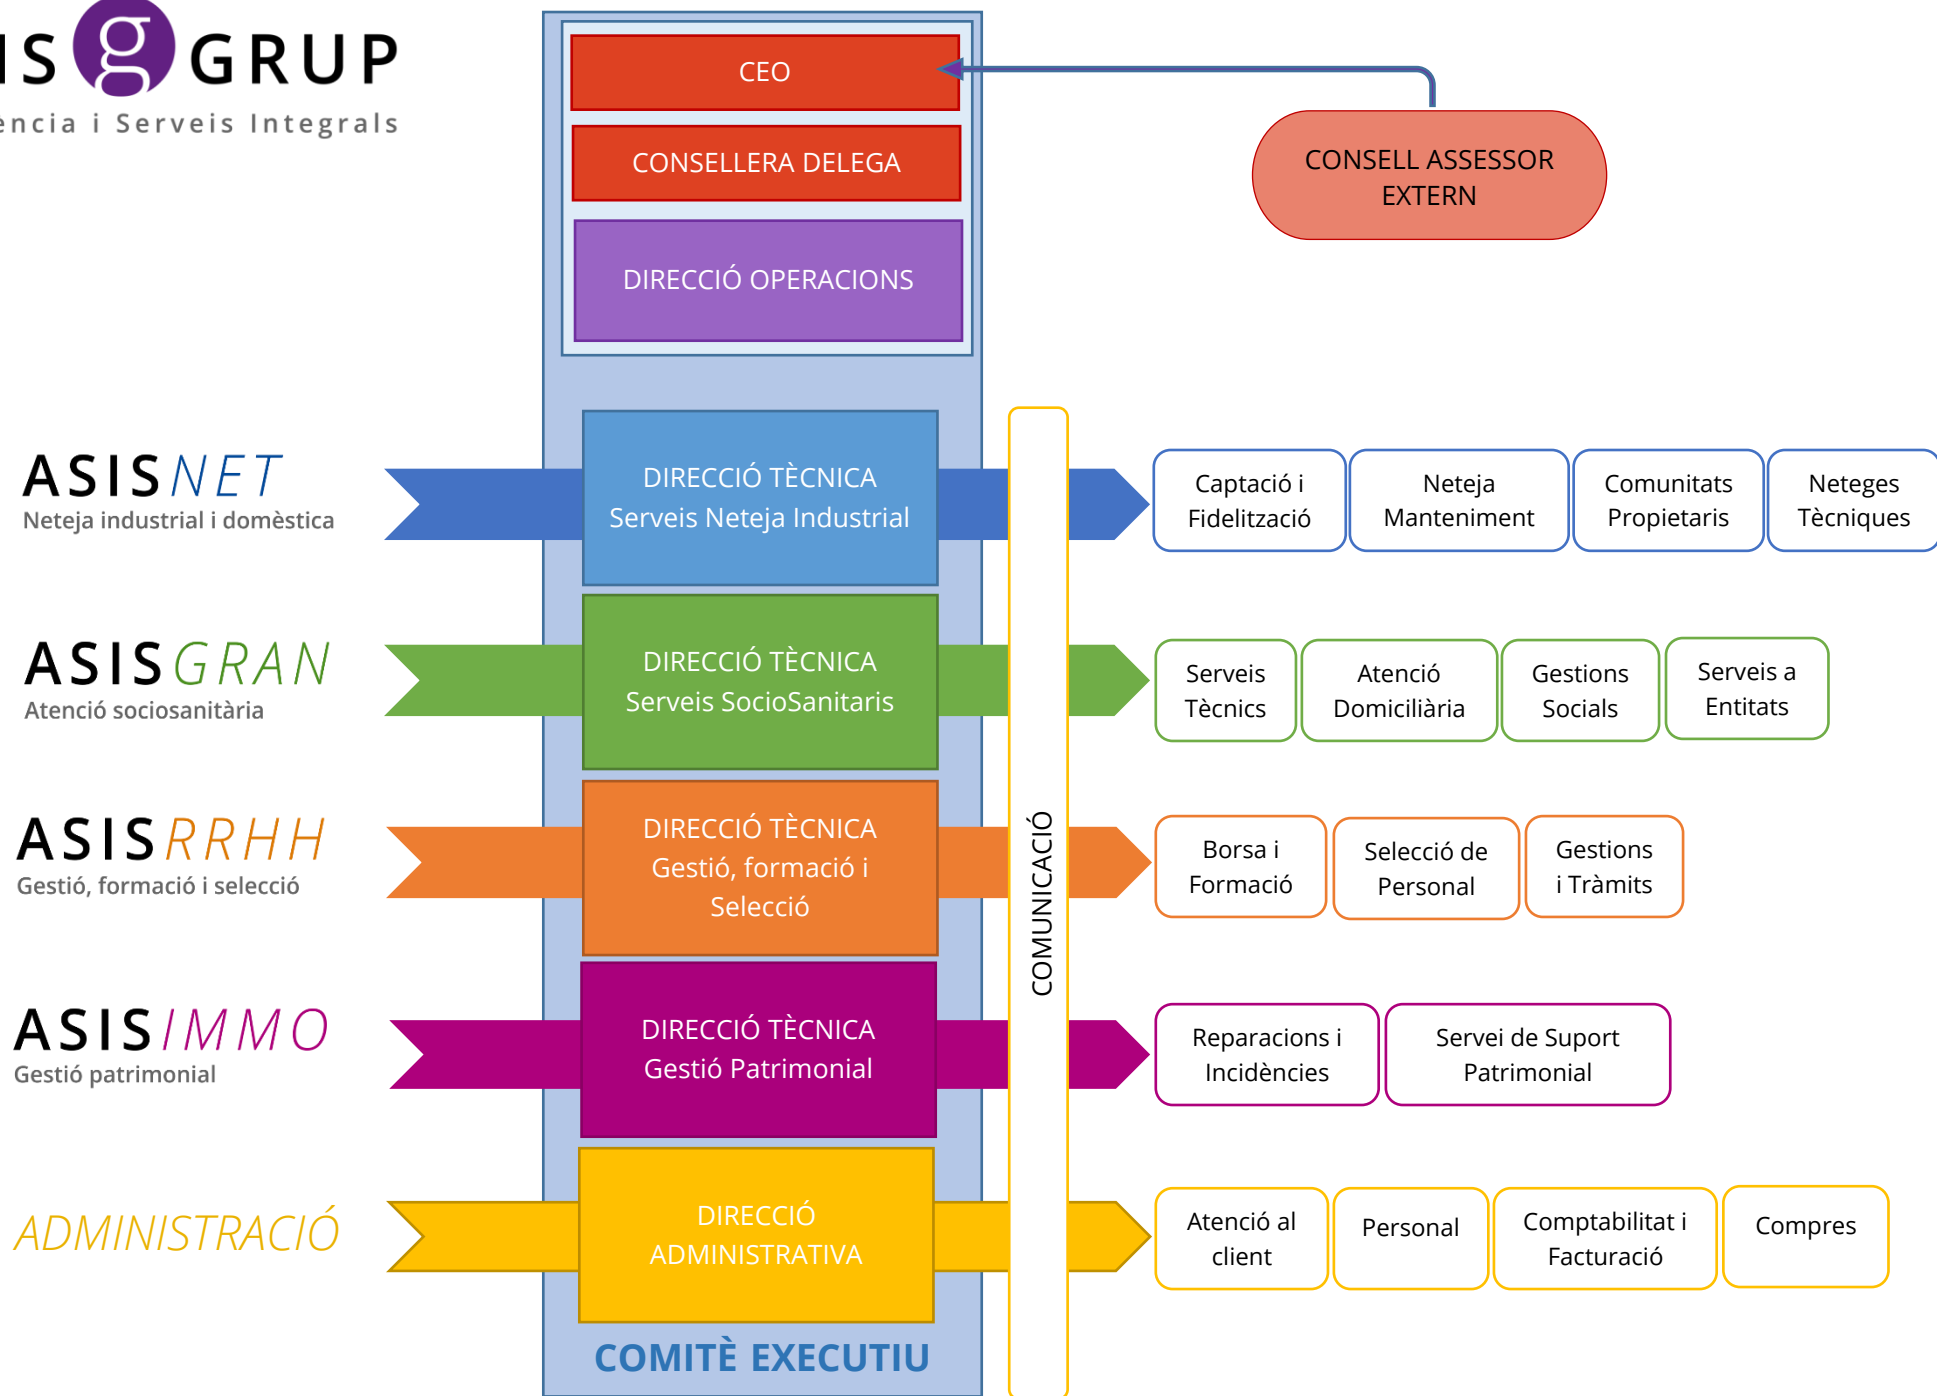 IS g GRUP
ència i Serveis Integrals
CEO
CONSELLERA DELEGA
DIRECCIÓ OPERACIONS
CONSELL ASSESSOR
EXTERN
ASISNET
Neteja industrial i domèstica
DIRECCIÓ TÈCNICA
Serveis Neteja Industrial
Captació i
Fidelització
Neteja
Manteniment
Comunitats
Propietaris
Neteges
Tècniques
ASISGRAN
Atenció sociosanitària
DIRECCIÓ TÈCNICA
Serveis SocioSanitaris
Serveis
Tècnics
Atenció
Domiciliària
Gestions
Socials
Serveis a
Entitats
ASISRRHH
Gestió, formació i selecció
DIRECCIÓ TÈCNICA
Gestió, formació i
Selecció
COMUNICACIÓ
Borsa i
Formació
Selecció de
Personal
Gestions
i Tràmits
ASISIMMO
Gestió patrimonial
DIRECCIÓ TÈCNICA
Gestió Patrimonial
Reparacions i
Incidències
Servei de Suport
Patrimonial
ADMINISTRACIÓ
DIRECCIÓ
ADMINISTRATIVA
Atenció al
client
Personal
Comptabilitat i
Facturació
Compres
COMITÈ EXECUTIU